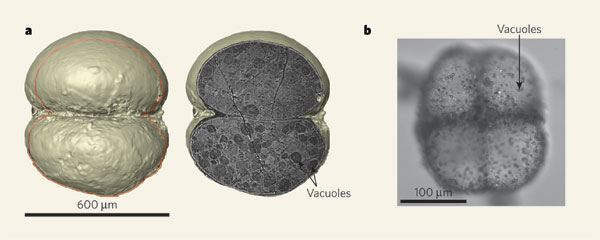 a
b
Vacuoles
Vacuoles
600 µm
100 µm